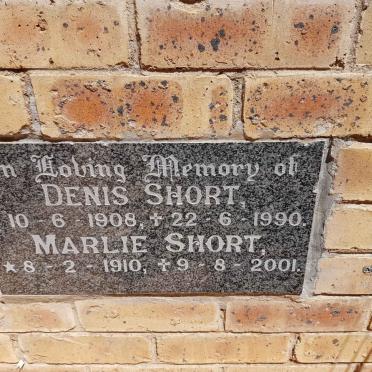 n Loving Memory of
DENIS SHORT,
10 - 6 - 1908, ✝ 22 - 6 - 1990.
MARLIE SHORT,
★ 8 - 2 - 1910, ✝ 9 - 8 - 2001.